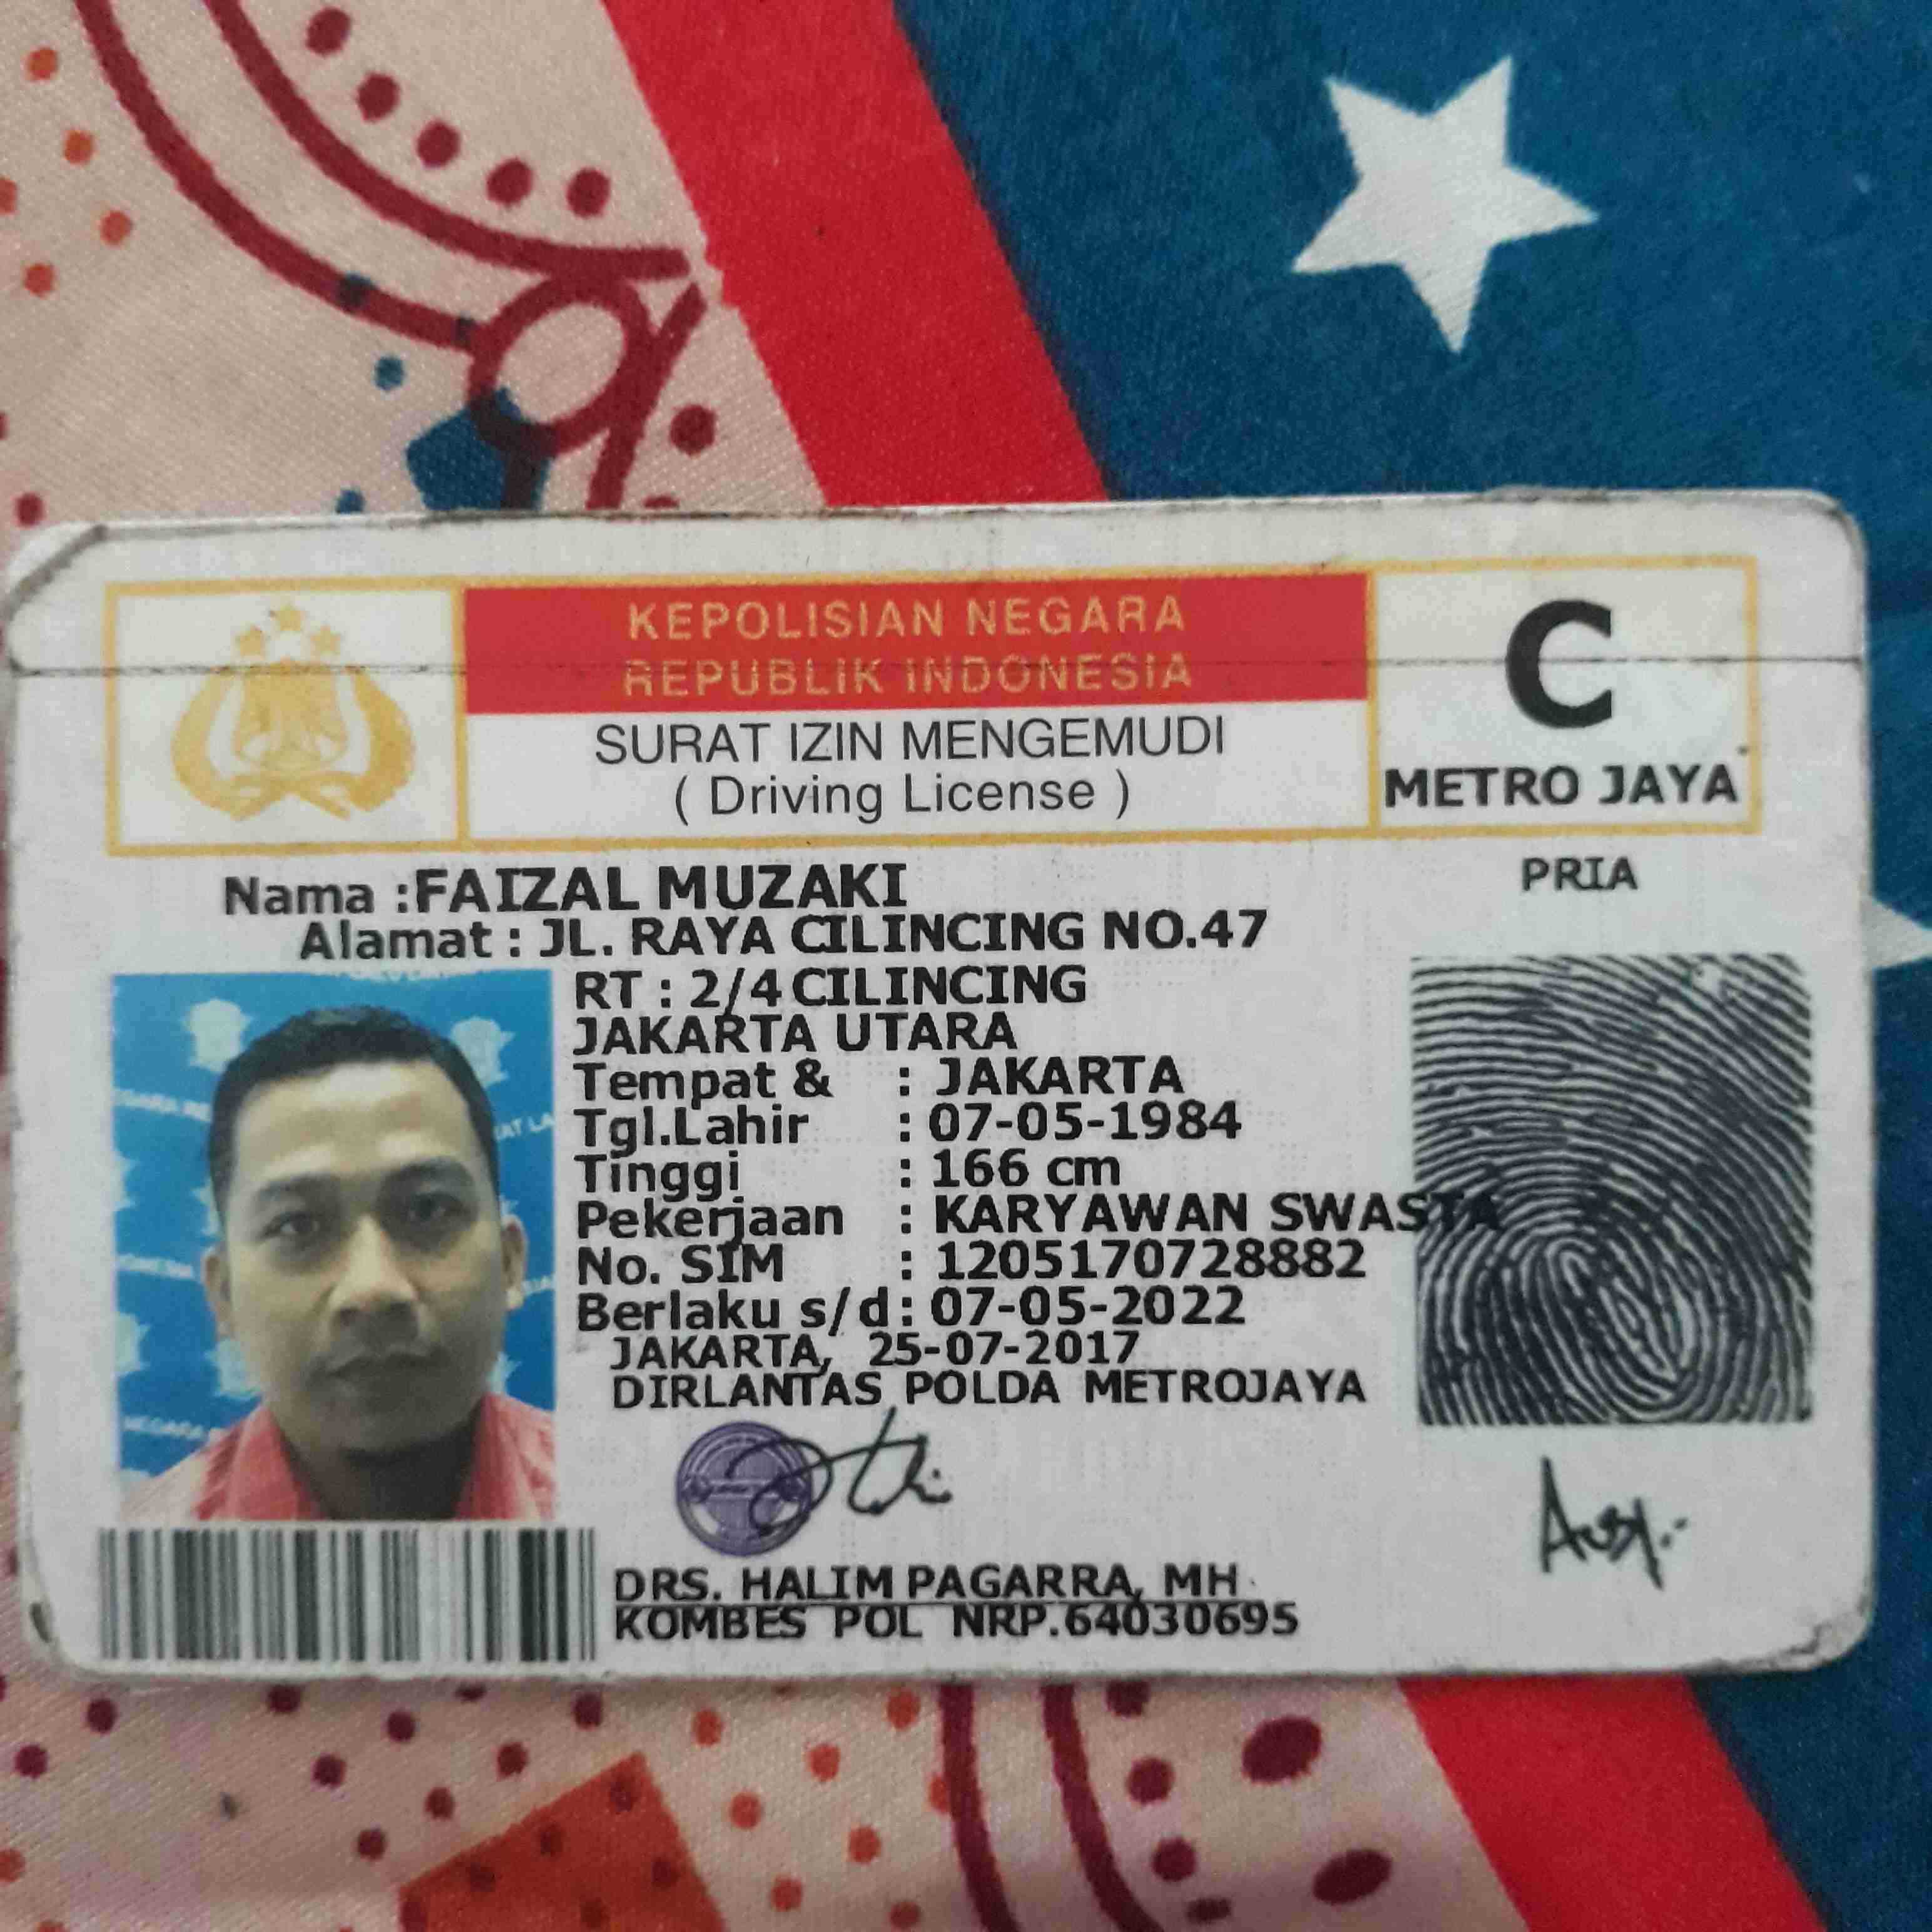 KEPOLISIAN NEGARA
REPUBLIK INDONESIA
SURAT IZIN MENGEMUDI
( Driving License )
C
METRO JAYA
PRIA
Nama :FAIZAL MUZAKI
Alamat : JL. RAYA CILINCING NO.47
RT : 2/4 CILINCING
JAKARTA UTARA
Tempat & : JAKARTA
Tgl.Lahir : 07-05-1984
Tinggi : 166 cm
Pekerjaan : KARYAWAN SWASTA
No. SIM : 1205170728882
Berlaku s/d : 07-05-2022
JAKARTA, 25-07-2017
DIRLANTAS POLDA METROJAYA
DRS. HALIM PAGARRA, MH
KOMBES POL NRP.64030695